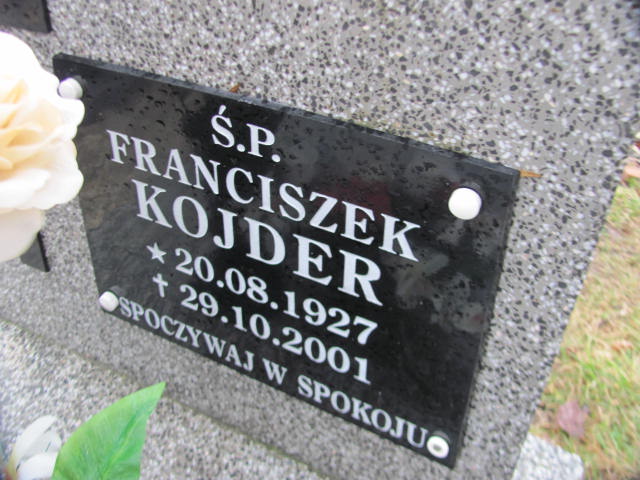 Ś.P.
FRANCISZEK
KOJDER
★ 20.08.1927
✝ 29.10.2001
SPOCZYWAJ W SPOKOJU